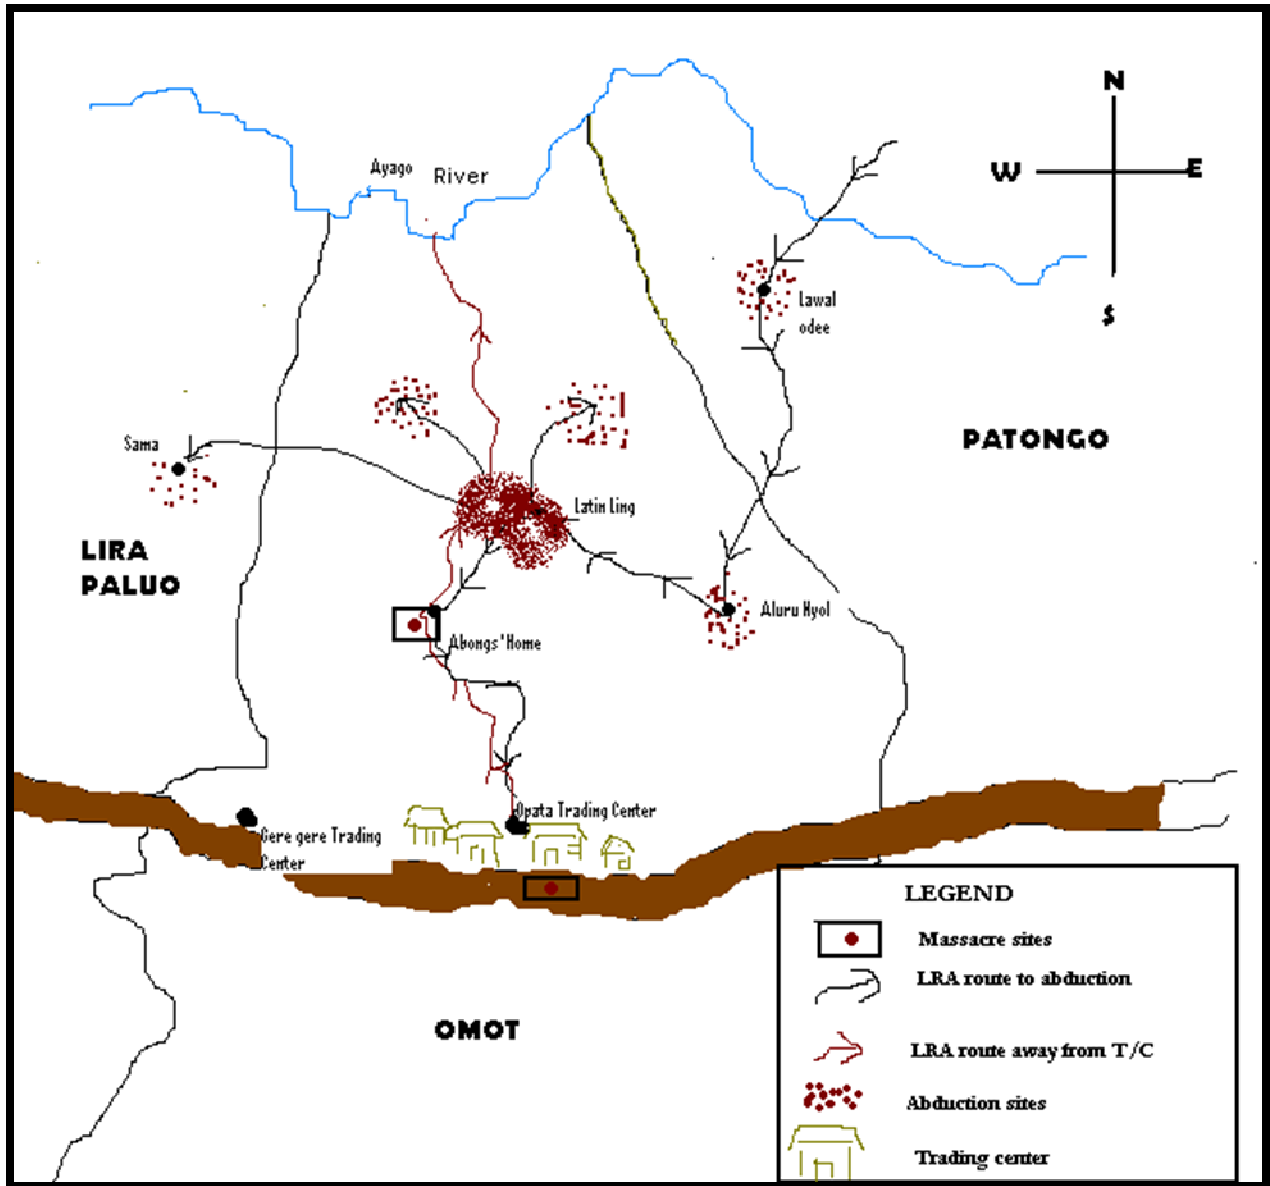 N
Ayago
River
W
E
Lawal
odee
S
Sama
PATONGO
Latin Ling
LIRA
PALUO
Aluru Nyol
Abongs' Home
Opata Trading Center
Gere gere Trading
Center
OMOT
LEGEND
Massacre sites
LRA route to abduction
LRA route away from T/C
Abduction sites
Trading center